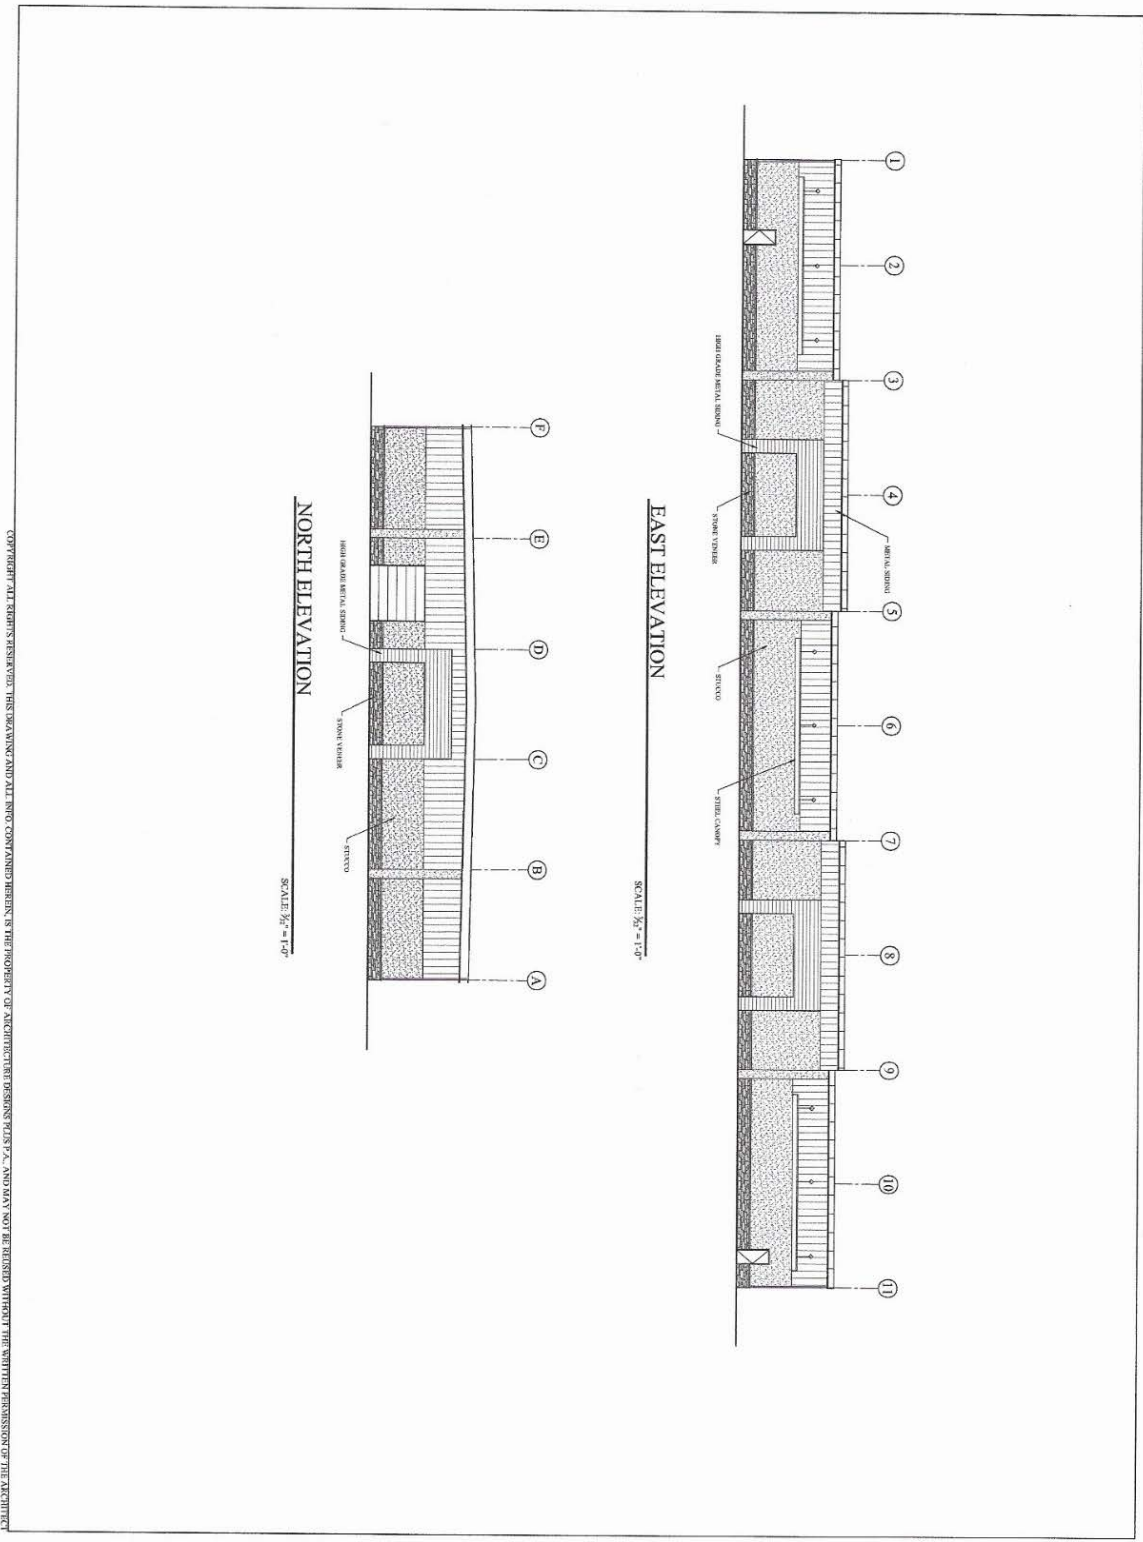 1
2
3
4
5
6
7
8
9
10
11
METAL SIDING
HIGH GRADE METAL SIDING
STONE VENEER
STUCCO
STEEL CANOPY
EAST ELEVATION
SCALE: 3/32" = 1'-0"
F
E
D
C
B
A
HIGH GRADE METAL SIDING
STONE VENEER
STUCCO
NORTH ELEVATION
SCALE: 3/32" = 1'-0"
COPYRIGHT ALL RIGHTS RESERVED. THIS DRAWING AND ALL INFO. CONTAINED HEREIN, IS THE PROPERTY OF ARCHITECTURE DESIGNS PLUS P.A., AND MAY NOT BE REUSED WITHOUT THE WRITTEN PERMISSION OF THE ARCHITECT